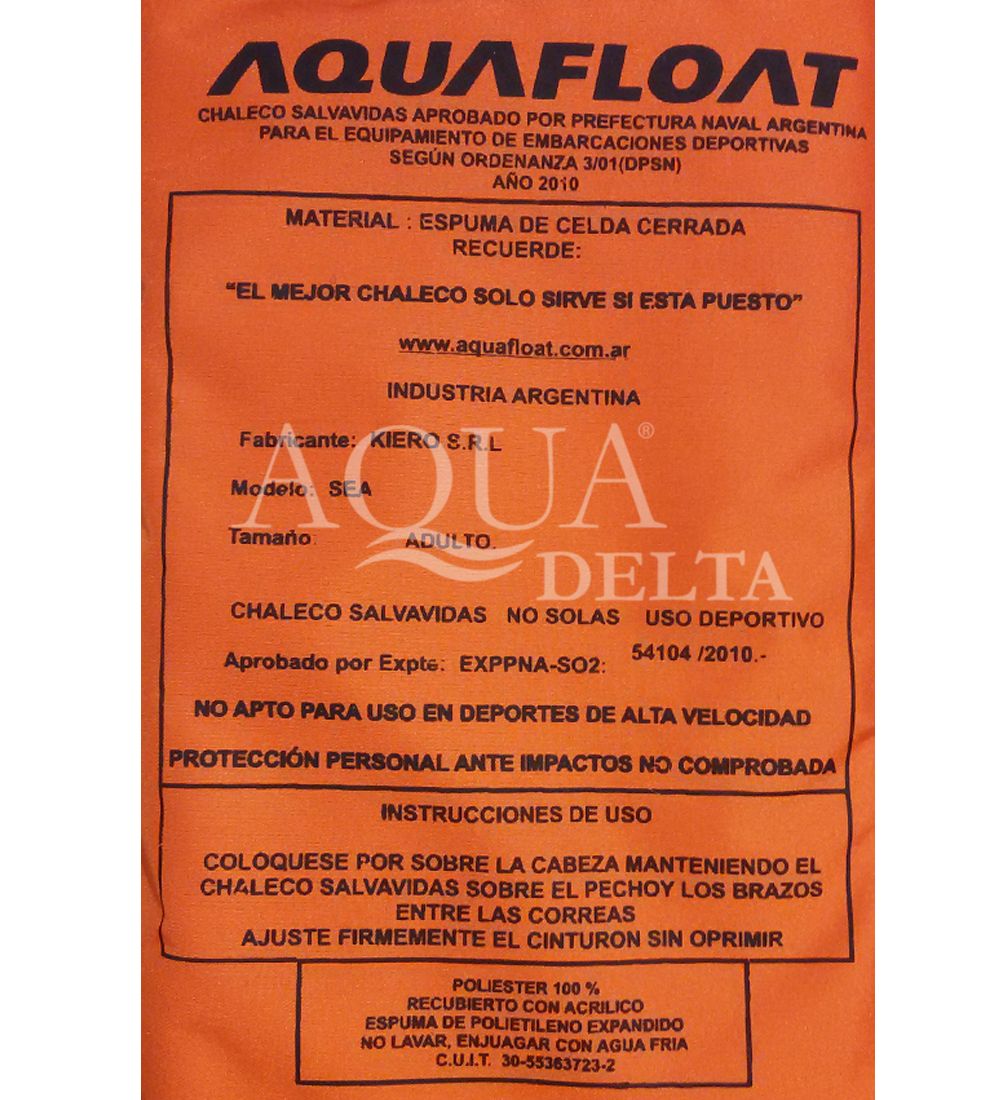 AQUAFLOAT
CHALECO SALVAVIDAS APROBADO POR PREFECTURA NAVAL ARGENTINA
PARA EL EQUIPAMIENTO DE EMBARCACIONES DEPORTIVAS
SEGÚN ORDENANZA 3/01(DPSN)
AÑO 2010
MATERIAL : ESPUMA DE CELDA CERRADA
RECUERDE:
"EL MEJOR CHALECO SOLO SIRVE SI ESTA PUESTO"
www.aquafloat.com.ar
INDUSTRIA ARGENTINA
Fabricante: KIERO S.R.L
Modelo: SEA
Tamaño: ADULTO.
AQUA®
DELTA
CHALECO SALVAVIDAS NO SOLAS USO DEPORTIVO
Aprobado por Expte: EXPPNA-SO2: 54104 /2010.-
NO APTO PARA USO EN DEPORTES DE ALTA VELOCIDAD
PROTECCIÓN PERSONAL ANTE IMPACTOS NO COMPROBADA
INSTRUCCIONES DE USO
COLOQUESE POR SOBRE LA CABEZA MANTENIENDO EL
CHALECO SALVAVIDAS SOBRE EL PECHOY LOS BRAZOS
ENTRE LAS CORREAS
AJUSTE FIRMEMENTE EL CINTURON SIN OPRIMIR
POLIESTER 100 %
RECUBIERTO CON ACRILICO
ESPUMA DE POLIETILENO EXPANDIDO
NO LAVAR, ENJUAGAR CON AGUA FRIA
C.U.I.T. 30-55363723-2